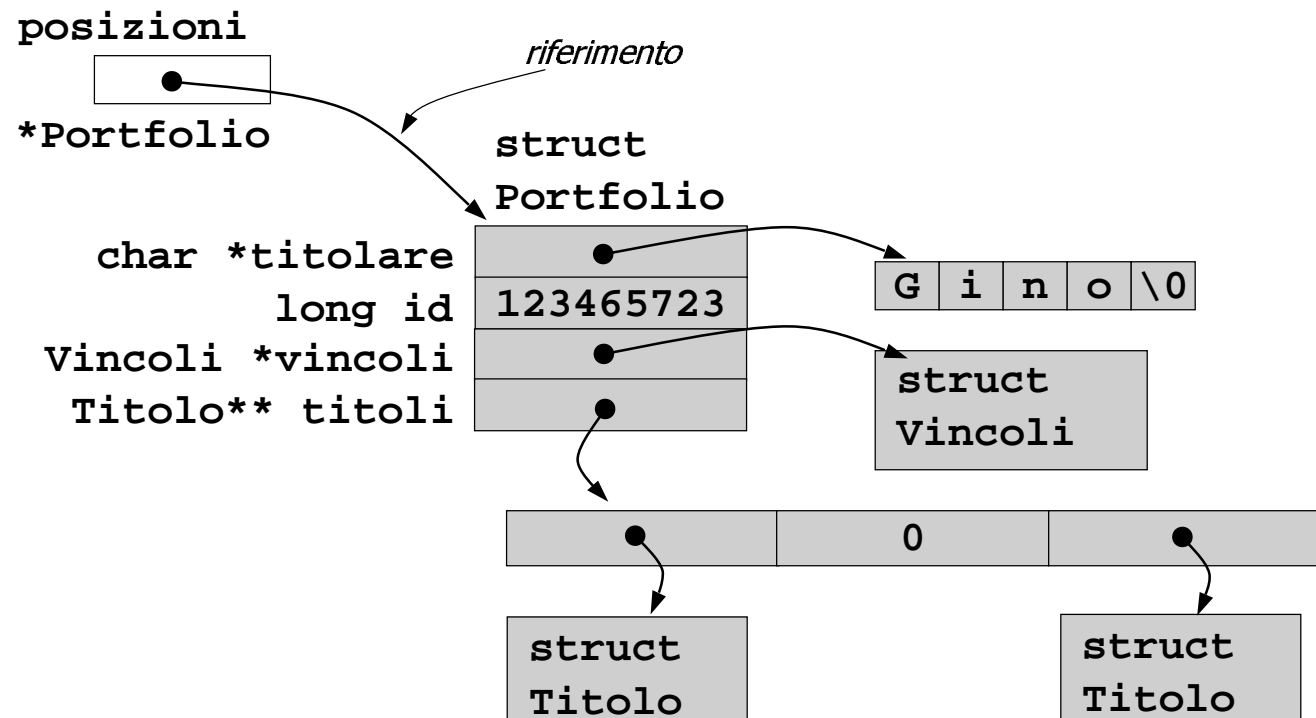 posizioni
riferimento
*Portfolio
struct
Portfolio
char *titolare
G i n o \0
long id
123465723
Vincoli *vincoli
struct
Vincoli
Titolo** titoli
0
struct
Titolo
struct
Titolo